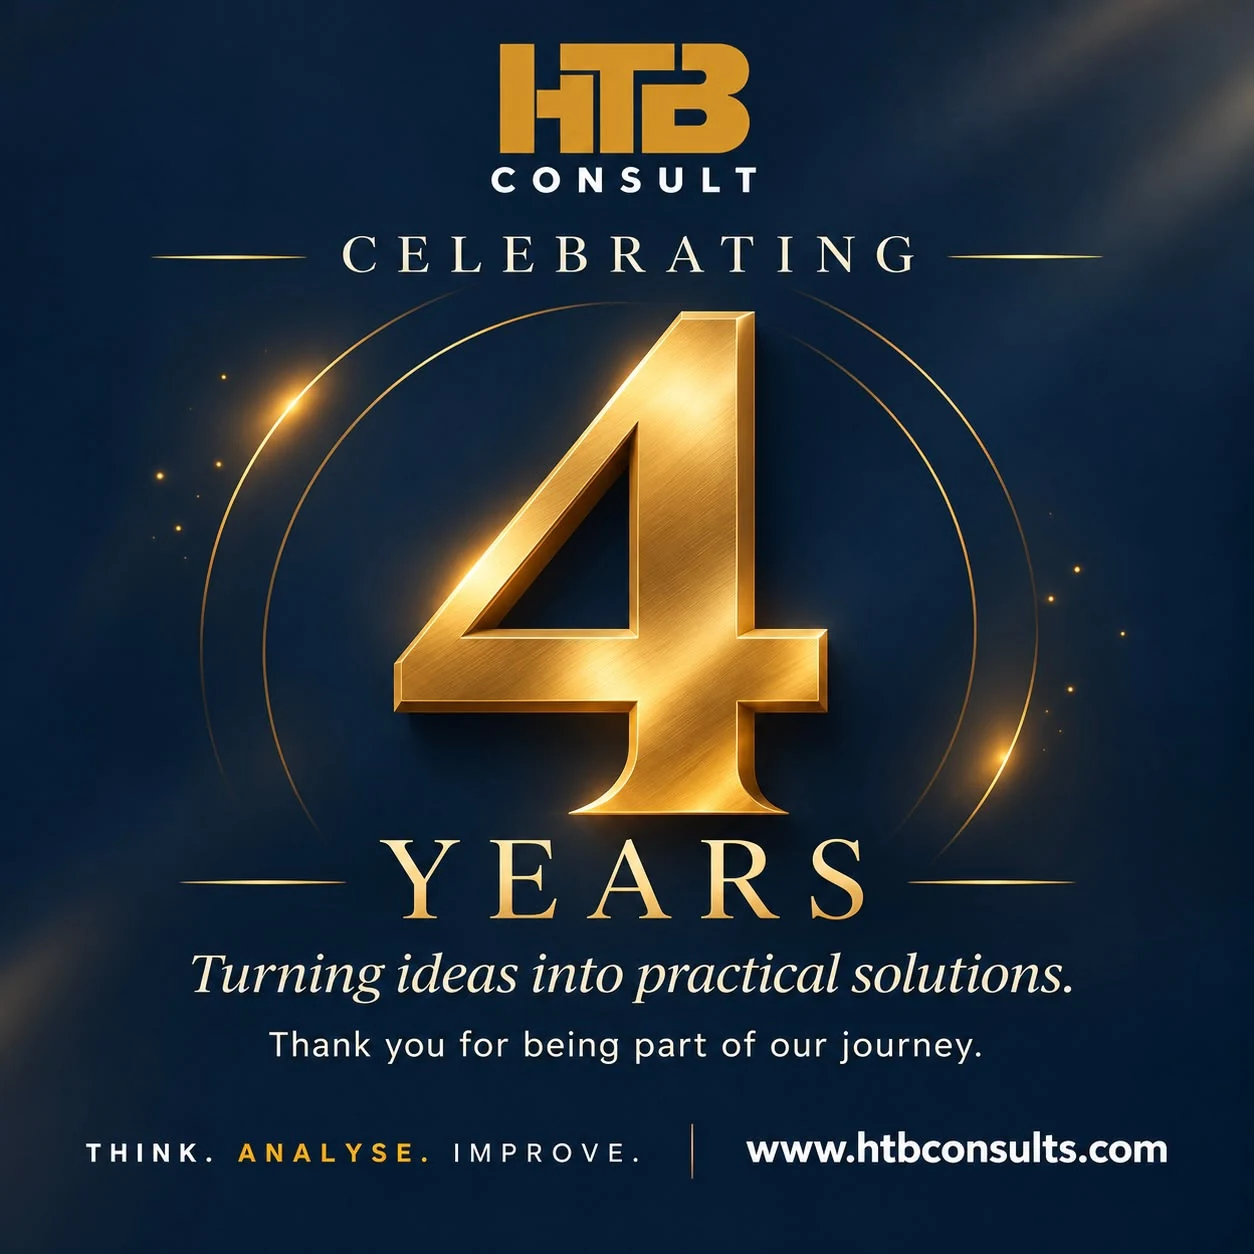 HTB
CONSULT
CELEBRATING
4
YEARS
Turning ideas into practical solutions.
Thank you for being part of our journey.
THINK. ANALYSE. IMPROVE.
www.htbconsults.com